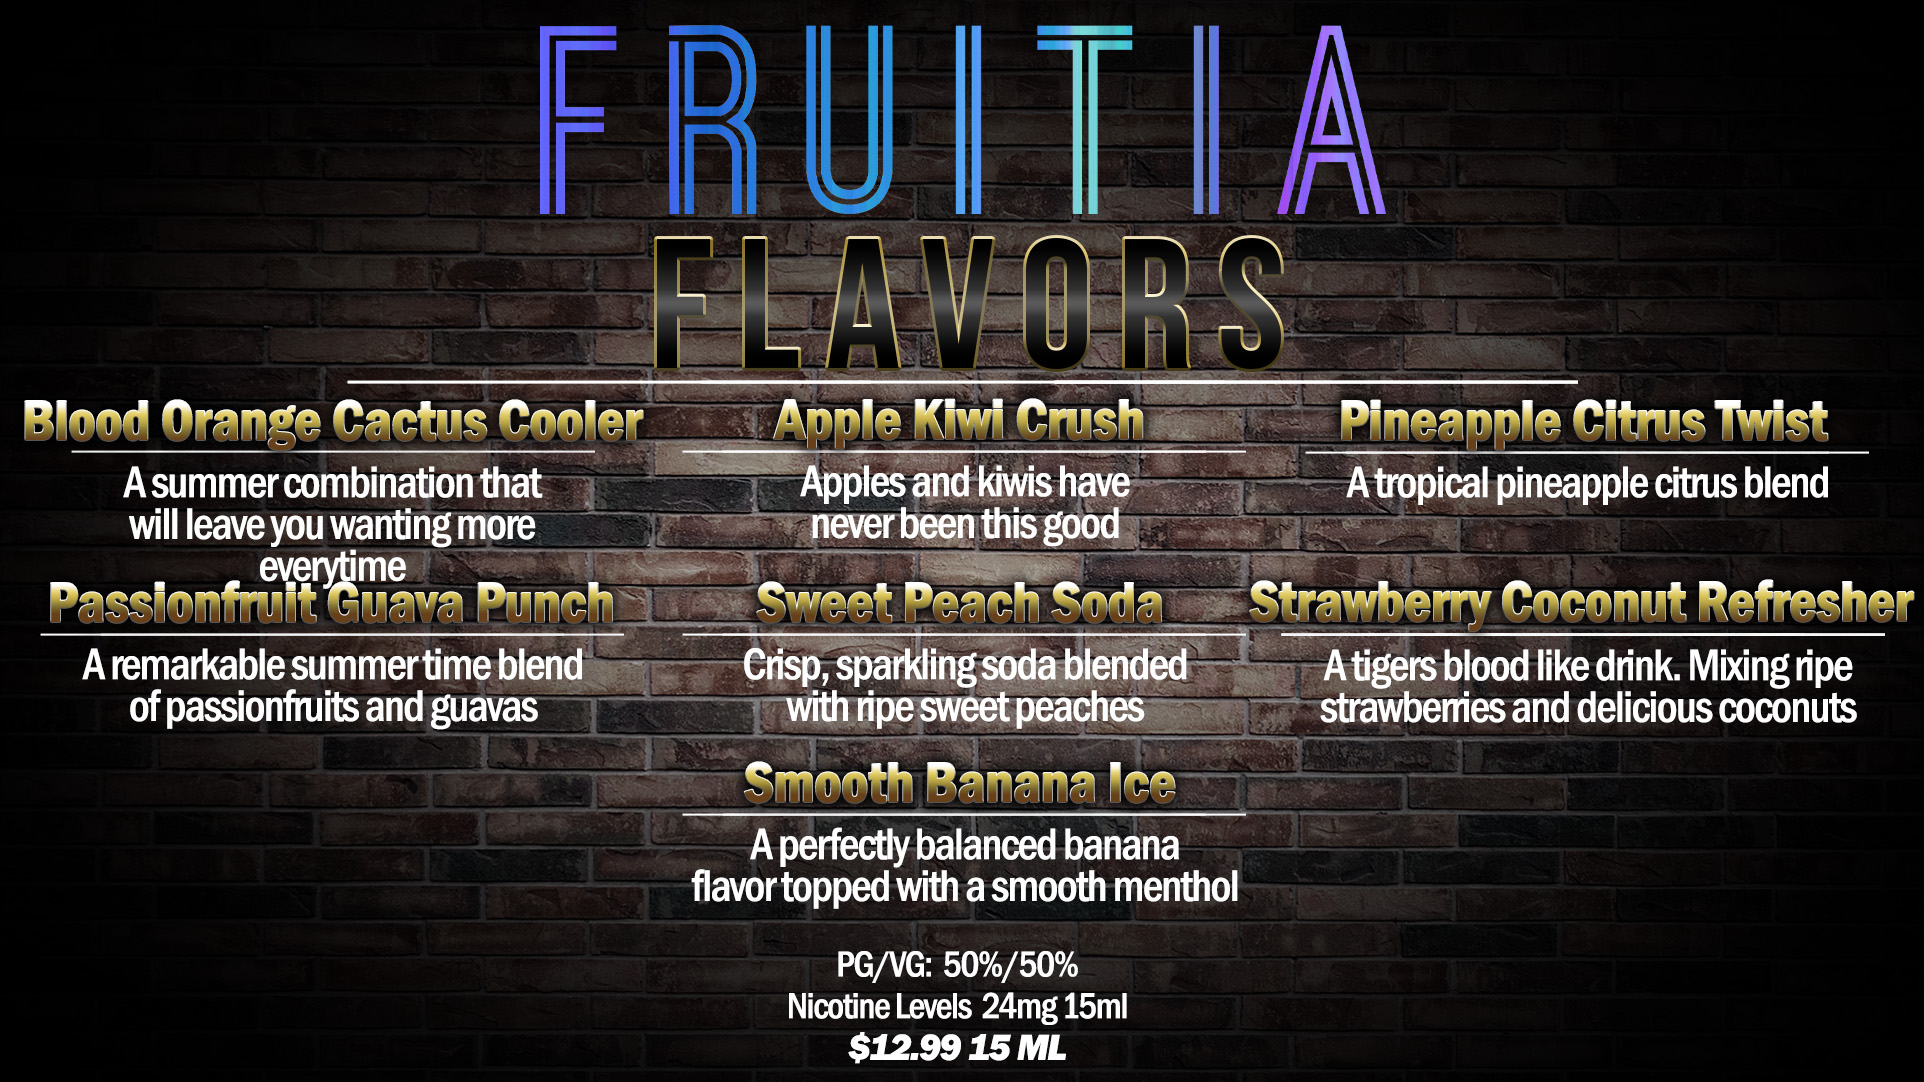 FRUITIA
FLAVORS
Blood Orange Cactus Cooler
A summer combination that
will leave you wanting more
everytime
Apple Kiwi Crush
Apples and kiwis have
never been this good
Pineapple Citrus Twist
A tropical pineapple citrus blend
Passionfruit Guava Punch
A remarkable summer time blend
of passionfruits and guavas
Sweet Peach Soda
Crisp, sparkling soda blended
with ripe sweet peaches
Strawberry Coconut Refresher
A tigers blood like drink. Mixing ripe
strawberries and delicious coconuts
Smooth Banana Ice
A perfectly balanced banana
flavor topped with a smooth menthol
PG/VG: 50%/50%
Nicotine Levels 24mg 15ml
$12.99 15 ML